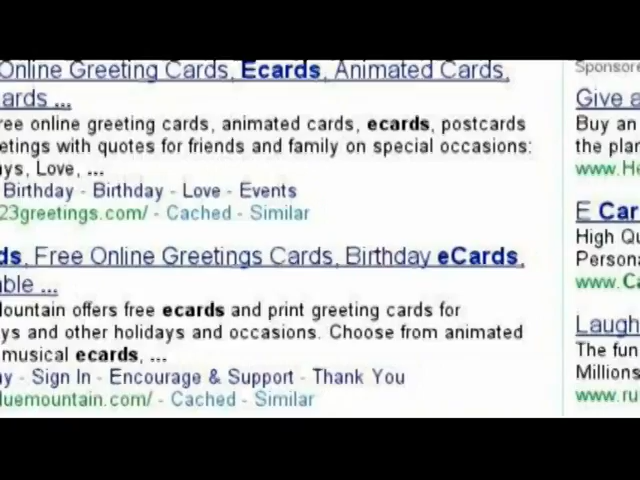 Online Greeting Cards, Ecards, Animated Cards,
ards ...
ree online greeting cards, animated cards, ecards, postcards
etings with quotes for friends and family on special occasions:
ys, Love, ...
Birthday - Birthday - Love - Events
23greetings.com/ - Cached - Similar
ds, Free Online Greetings Cards, Birthday eCards,
ble ...
ountain offers free ecards and print greeting cards for
ys and other holidays and occasions. Choose from animated
musical ecards, ...
ay - Sign In - Encourage & Support - Thank You
luemountain.com/ - Cached - Similar
Sponsore
Give a
Buy an
the plan
www.He
E Car
High Qu
Persona
www.Ca
Laugh
The fun
Millions
www.ru